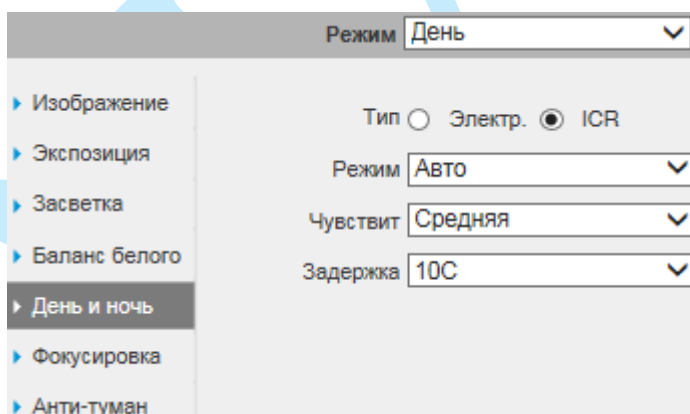 Режим День
Изображение
Тип Электр. ICR
Экспозиция
Режим Авто
Засветка
Чувствит Средняя
Баланс белого
Задержка 10С
День и ночь
Фокусировка
Анти-туман